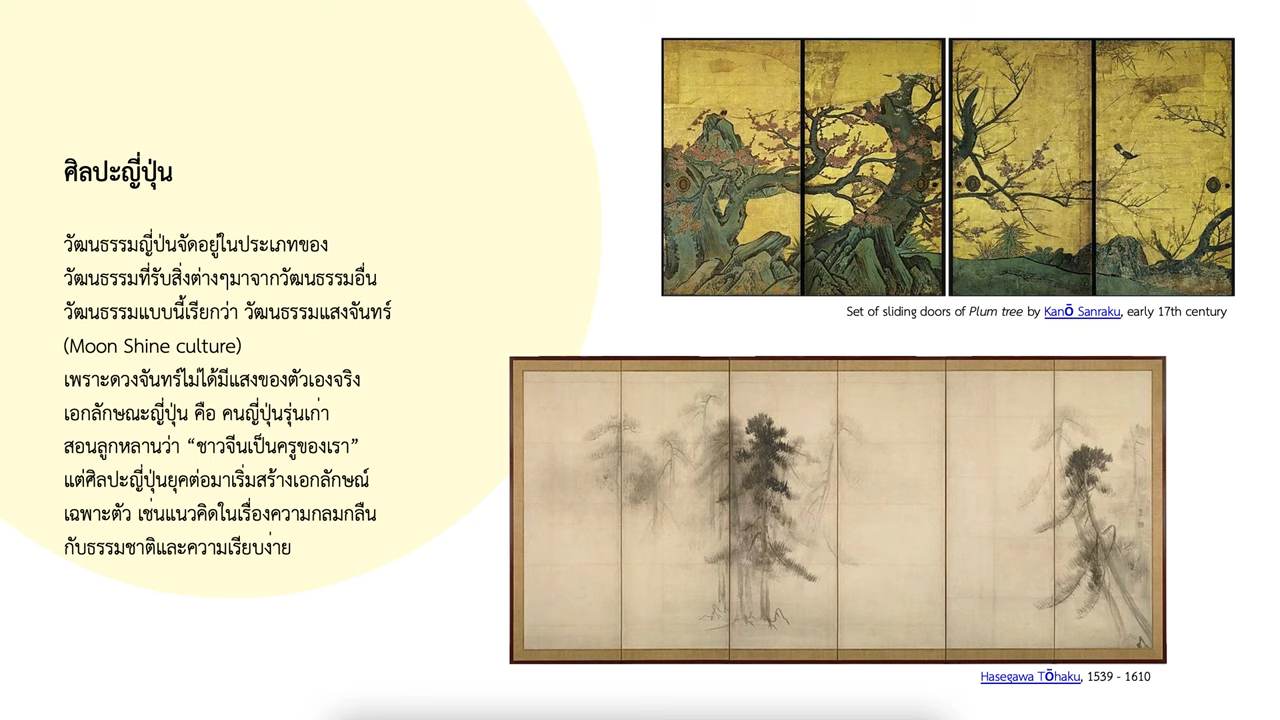 ศิลปะญี่ปุ่น
วัฒนธรรมญี่ป่นจัดอยู่ในประเภทของ
วัฒนธรรมที่รับสิ่งต่างๆมาจากวัฒนธรรมอื่น
วัฒนธรรมแบบนี้เรียกว่า วัฒนธรรมแสงจันทร์
(Moon Shine culture)
เพราะดวงจันทร์ไม่ได้มีแสงของตัวเองจริง
เอกลักษณะญี่ปุ่น คือ คนญี่ปุ่นรุ่นเก่า
สอนลูกหลานว่า “ชาวจีนเป็นครูของเรา”
แต่ศิลปะญี่ปุ่นยุคต่อมาเริ่มสร้างเอกลักษณ์
เฉพาะตัว เช่นแนวคิดในเรื่องความกลมกลืน
กับธรรมชาติและความเรียบง่าย
Set of sliding doors of Plum tree by KanŌ Sanraku, early 17th century
Hasegawa TŌhaku, 1539 - 1610